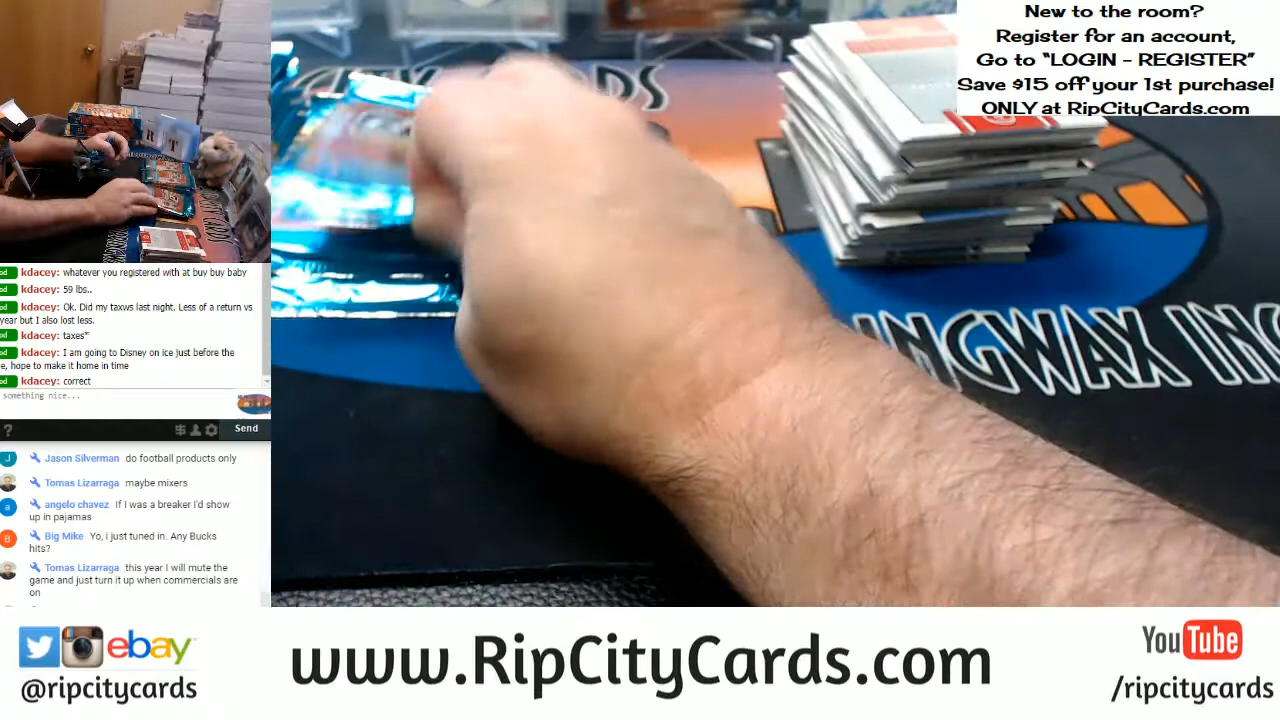 New to the room?
Register for an account,
Go to “LOGIN - REGISTER”
Save $15 off your 1st purchase!
ONLY at RipCityCards.com
CITY CARDS
INGWAX INC
kdacey: whatever you registered with at buy buy baby
kdacey: 59 lbs..
kdacey: Ok. Did my taxws last night. Less of a return vs
year but I also lost less.
kdacey: taxes*
kdacey: I am going to Disney on ice just before the
e, hope to make it home in time
kdacey: correct
something nice...
? Send
J Jason Silverman do football products only
Tomas Lizarraga maybe mixers
a angelo chavez If I was a breaker I'd show
up in pajamas
B Big Mike Yo, i just tuned in. Any Bucks
hits?
Tomas Lizarraga this year I will mute the
game and just turn it up when commercials are
on
ebay
@ripcitycards
www.RipCityCards.com
YouTube
/ripcitycards